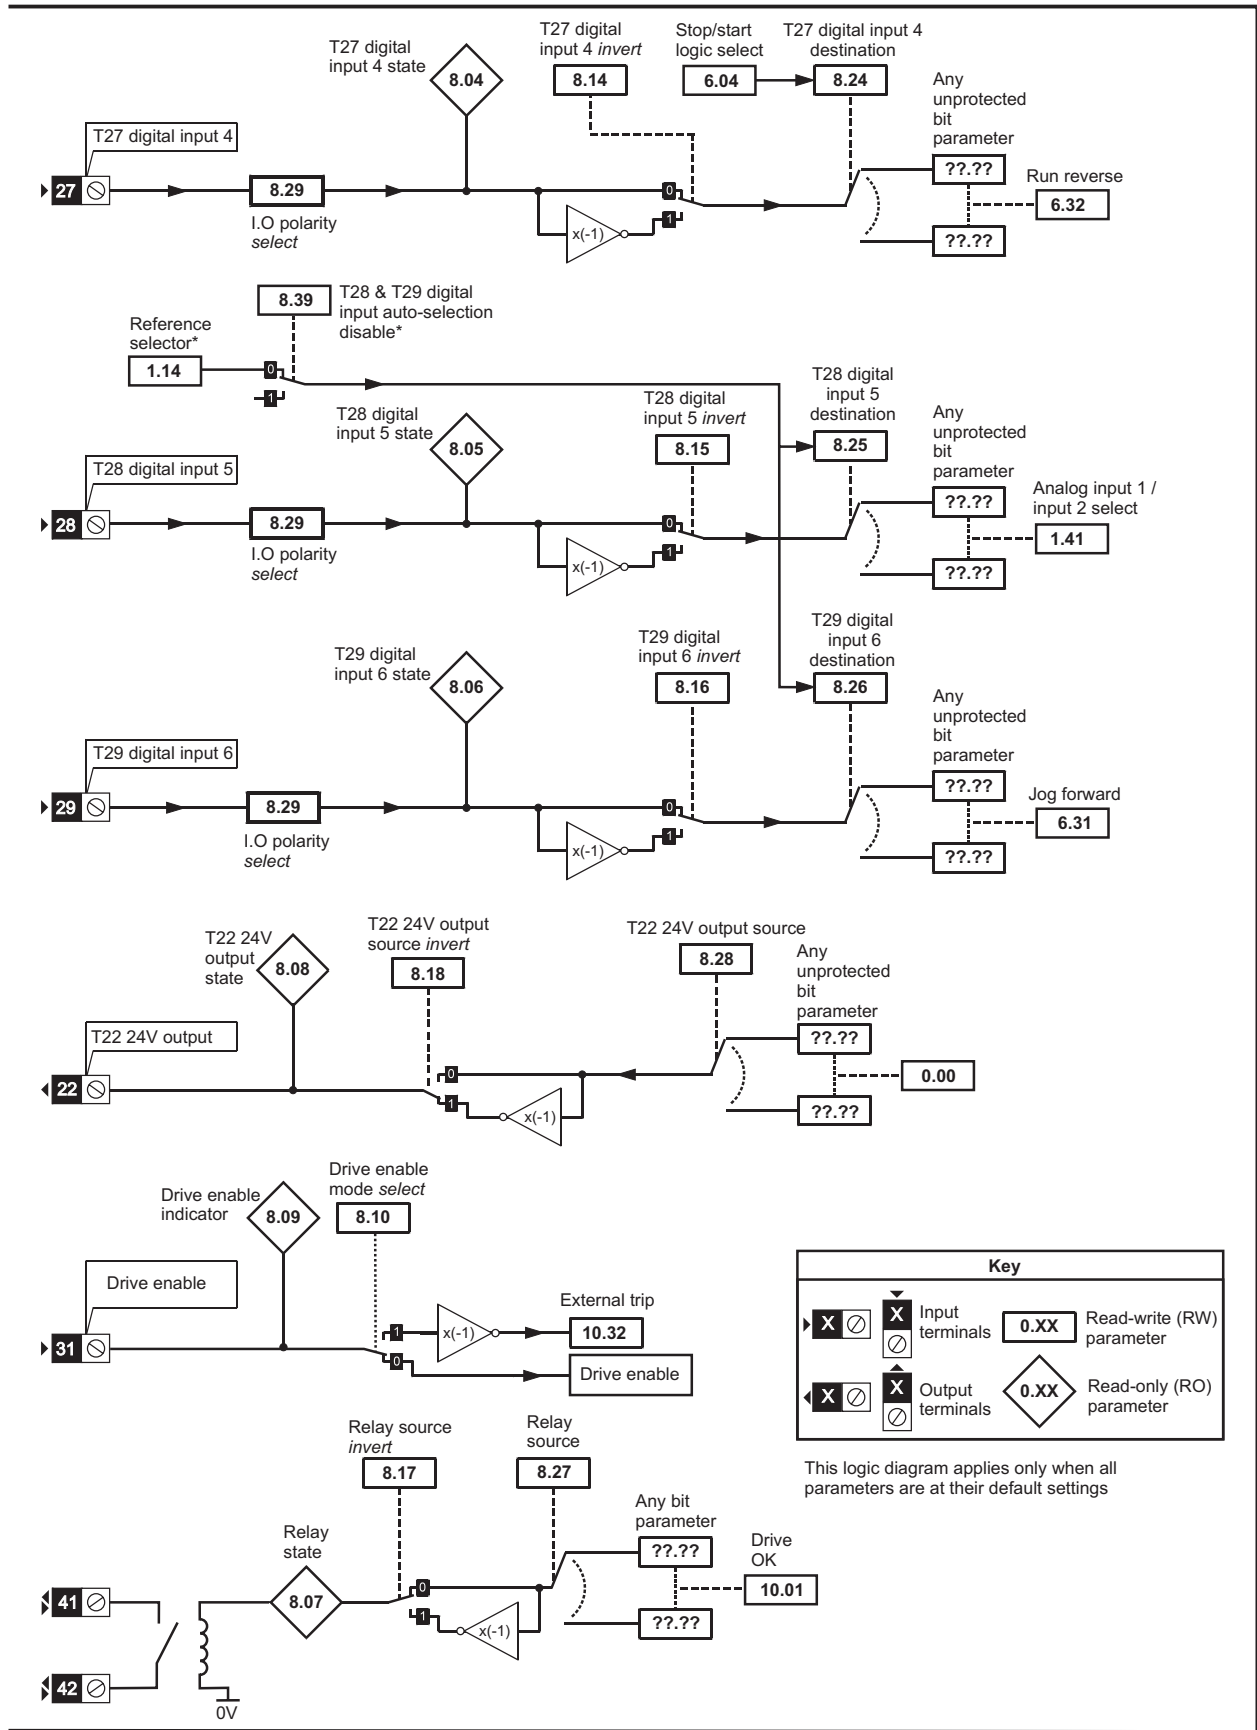 T27 digital
input 4 state
8.04
T27 digital
input 4 invert
8.14
Stop/start
logic select
6.04
T27 digital input 4
destination
8.24
Any
unprotected
bit
parameter
??.??
??.??
Run reverse
6.32
T27 digital input 4
27
8.29
I.O polarity
select
0
1
x(-1)
8.39
T28 & T29 digital
input auto-selection
disable*
Reference
selector*
1.14
0
1
T28 digital
input 5 state
8.05
T28 digital
input 5 invert
8.15
T28 digital
input 5
destination
8.25
Any
unprotected
bit
parameter
??.??
??.??
Analog input 1 /
input 2 select
1.41
T28 digital input 5
28
8.29
I.O polarity
select
0
1
x(-1)
T29 digital
input 6 state
8.06
T29 digital
input 6 invert
8.16
T29 digital
input 6
destination
8.26
Any
unprotected
bit
parameter
??.??
??.??
Jog forward
6.31
T29 digital input 6
29
8.29
I.O polarity
select
0
1
x(-1)
T22 24V
output
state
8.08
T22 24V output
source invert
8.18
T22 24V output source
8.28
Any
unprotected
bit
parameter
??.??
??.??
0.00
T22 24V output
22
0
1
x(-1)
Drive enable
indicator
8.09
Drive enable
mode select
8.10
Drive enable
31
1
0
x(-1)
External trip
10.32
Drive enable
Key
X
X
Input
terminals
0.XX
Read-write (RW)
parameter
X
X
Output
terminals
0.XX
Read-only (RO)
parameter
This logic diagram applies only when all
parameters are at their default settings
Relay source
invert
8.17
Relay
source
8.27
Any bit
parameter
??.??
??.??
Drive
OK
10.01
Relay
state
8.07
0
1
x(-1)
41
42
0V